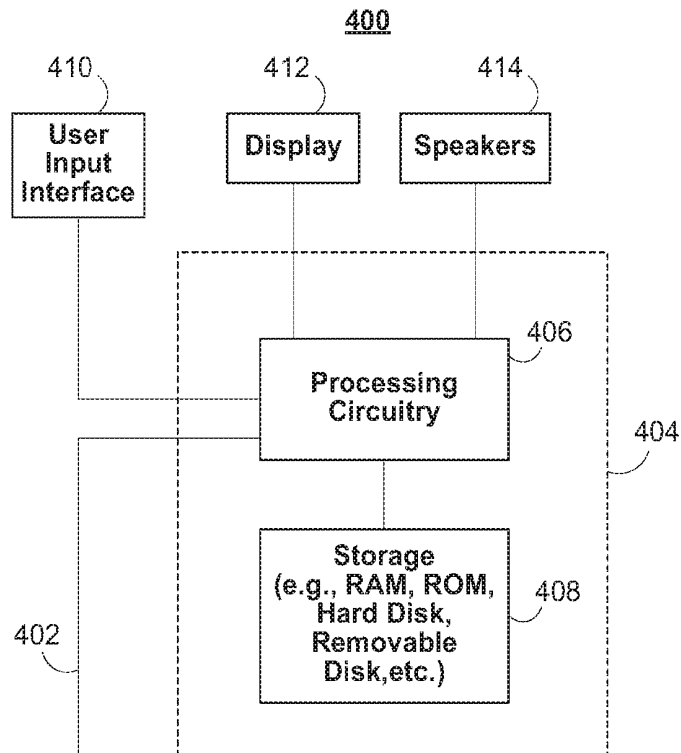 400
410
412
414
User
Input
Interface
Display
Speakers
406
Processing
Circuitry
404
Storage
(e.g., RAM, ROM,
Hard Disk,
Removable
Disk,etc.)
408
402